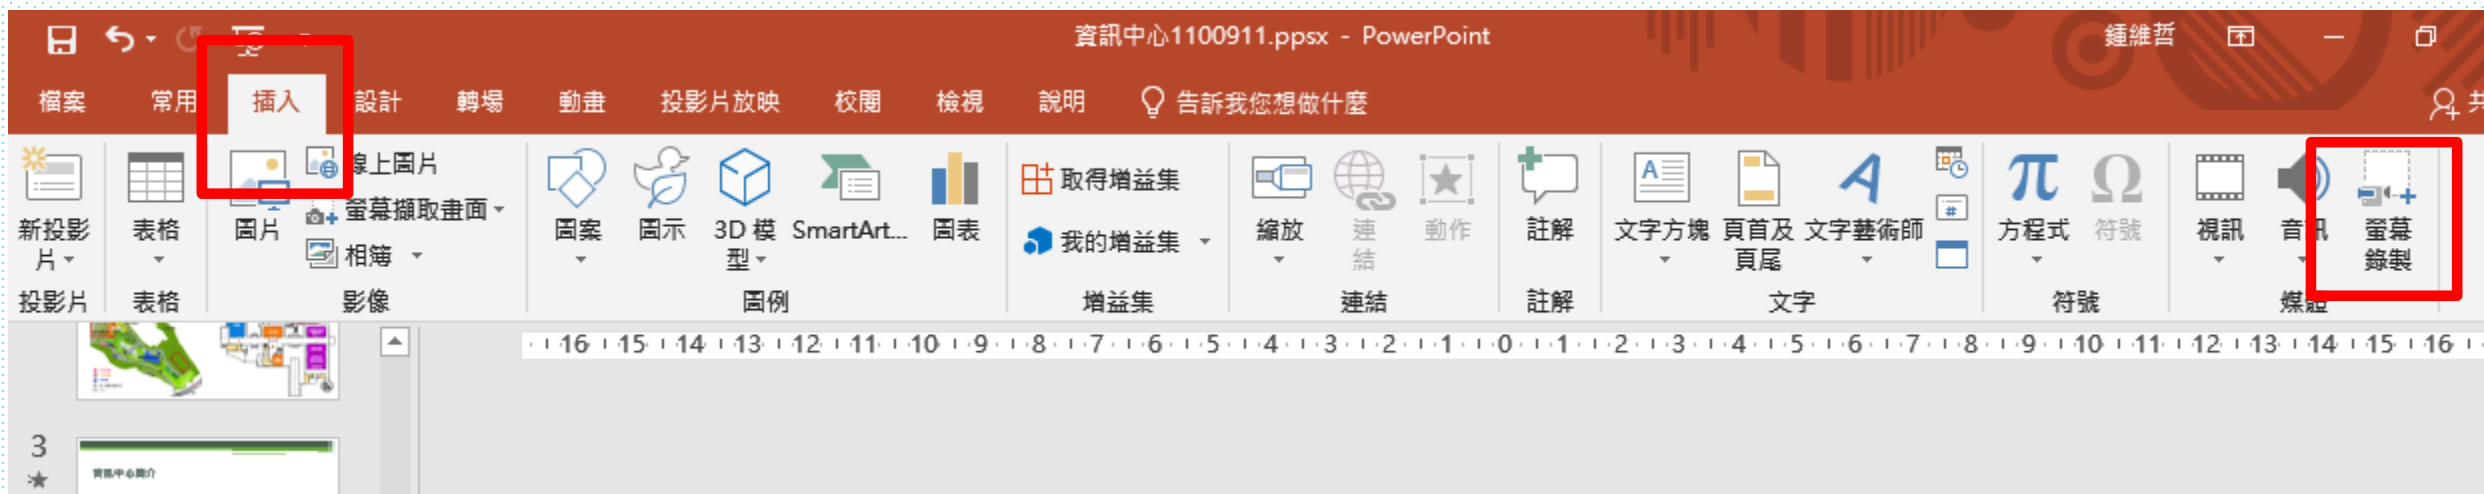 資訊中心1100911.ppsx - PowerPoint
鍾維哲
檔案 常用 插入 設計 轉場 動畫 投影片放映 校閱 檢視 說明 告訴我您想做什麼
新投影片
表格
圖片
線上圖片
螢幕擷取畫面
相簿
圖案
圖示
3D 模型
SmartArt...
圖表
取得增益集
我的增益集
縮放
連結
動作
註解
文字方塊
頁首及頁尾
文字藝術師
方程式
符號
視訊
音訊
螢幕錄製
投影片 表格 影像 圖例 增益集 連結 註解 文字 符號 媒體
16 15 14 13 12 11 10 9 8 7 6 5 4 3 2 1 0 1 2 3 4 5 6 7 8 9 10 11 12 13 14 15 16
3
資訊中心簡介